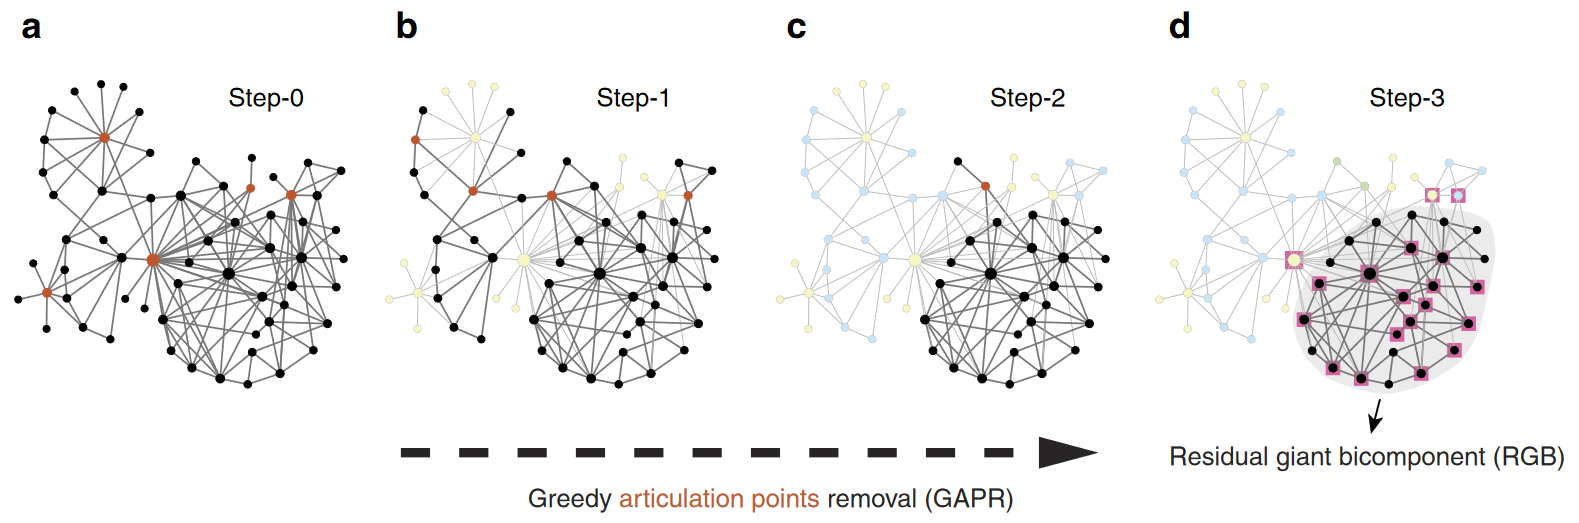 a
b
c
d
Step-0
Step-1
Step-2
Step-3
Residual giant bicomponent (RGB)
Greedy articulation points removal (GAPR)